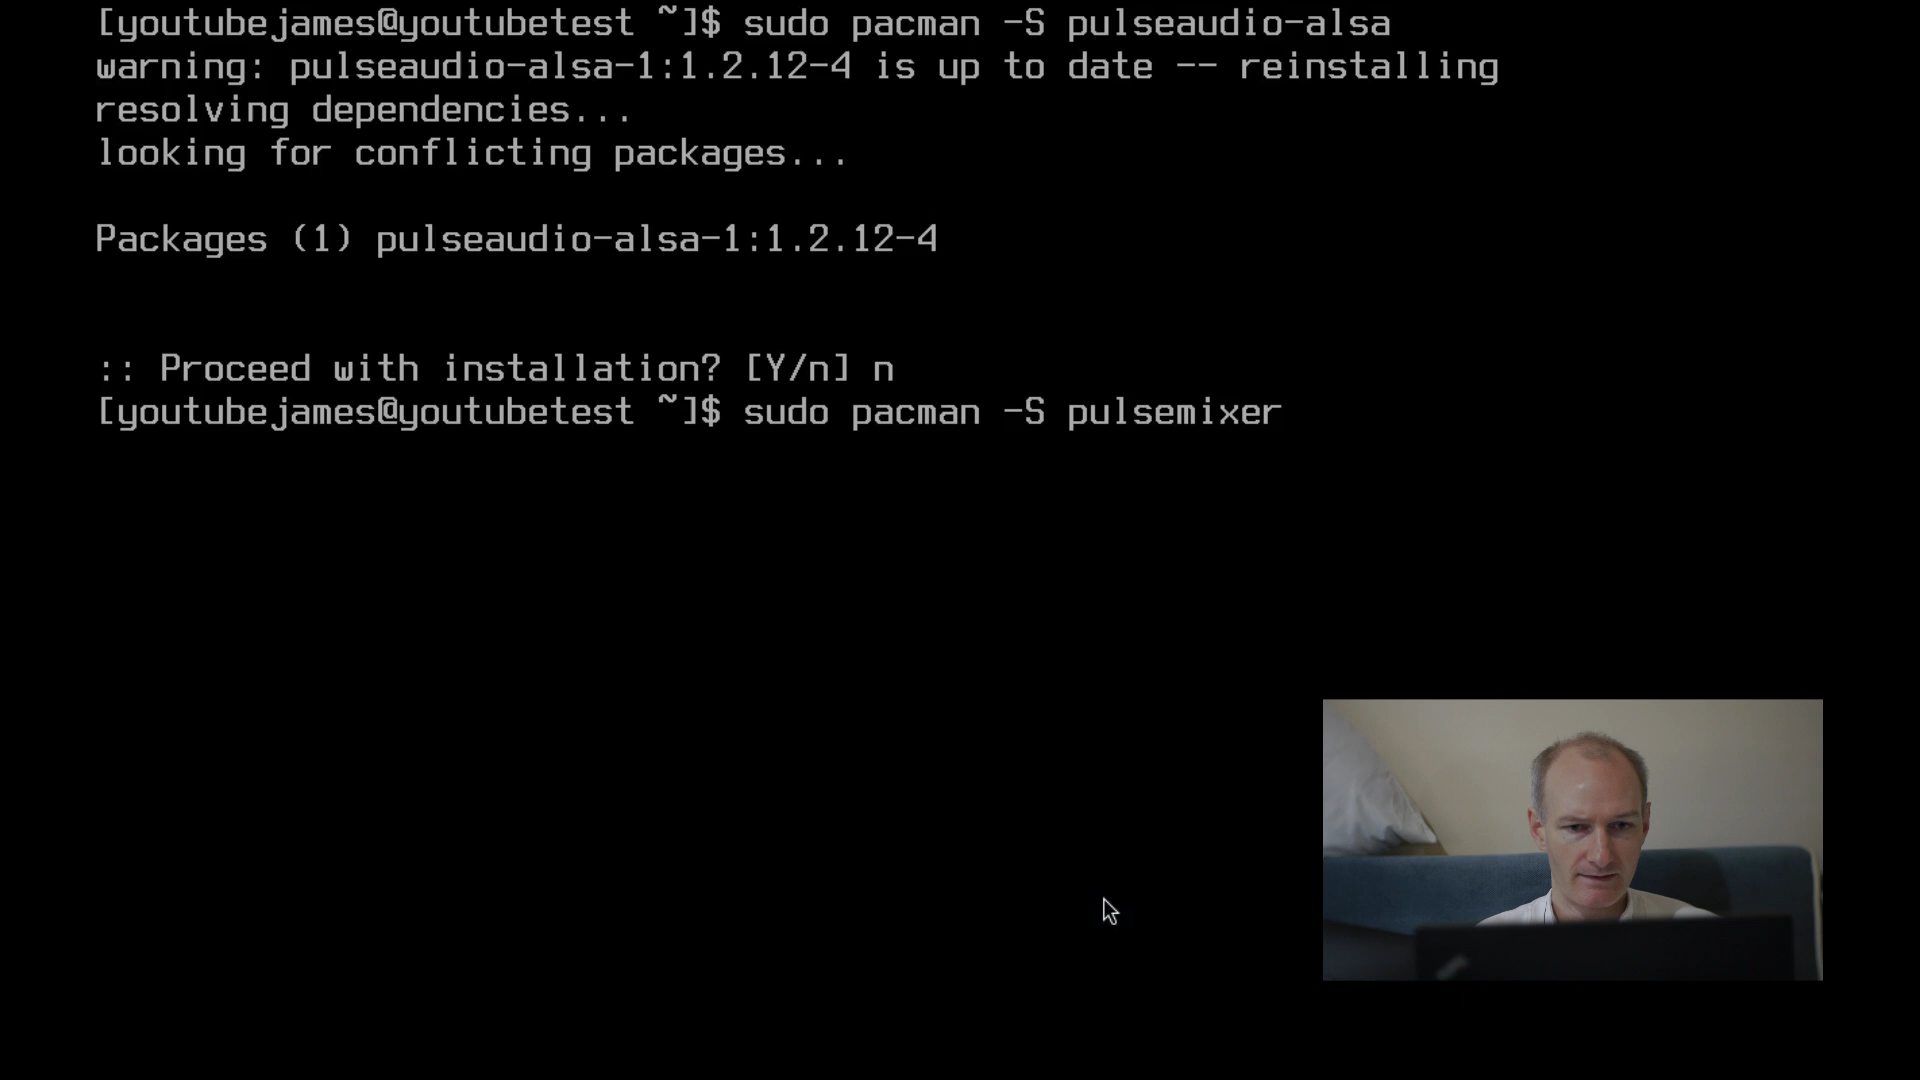 [youtubejames@youtubetest ~]$ sudo pacman -S pulseaudio-alsa
warning: pulseaudio-alsa-1:1.2.12-4 is up to date -- reinstalling
resolving dependencies...
looking for conflicting packages...
Packages (1) pulseaudio-alsa-1:1.2.12-4
:: Proceed with installation? [Y/n] n
[youtubejames@youtubetest ~]$ sudo pacman -S pulsemixer